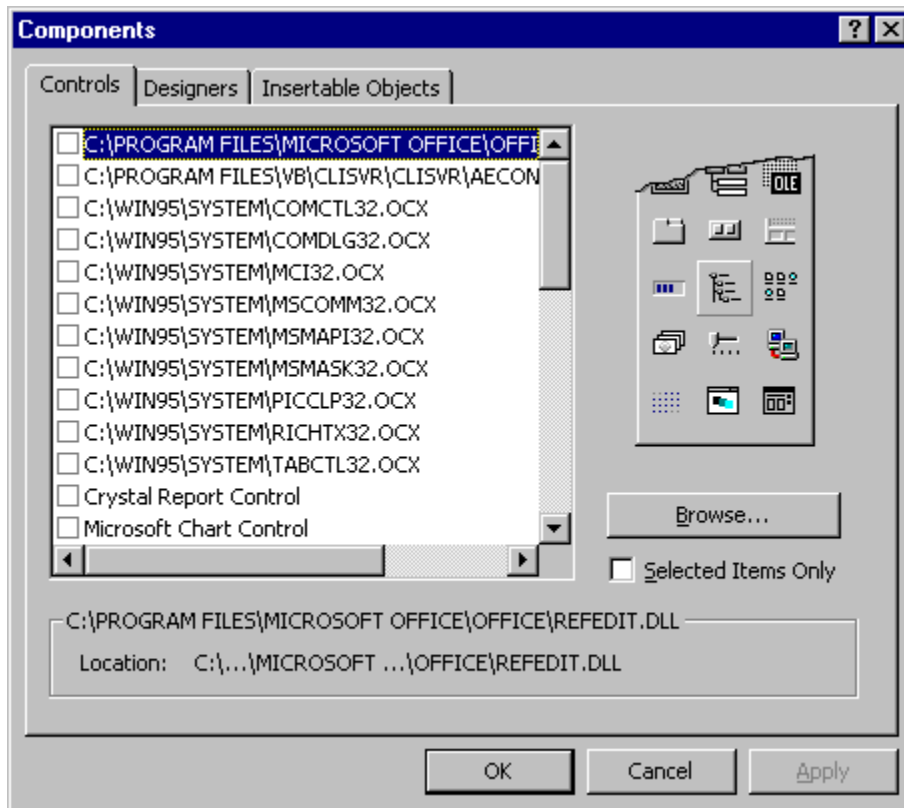 Components
Controls Designers Insertable Objects
C:\PROGRAM FILES\MICROSOFT OFFICE\OFFI
C:\PROGRAM FILES\VB\CLISVR\CLISVR\AECON
C:\WIN95\SYSTEM\COMCTL32.OCX
C:\WIN95\SYSTEM\COMDLG32.OCX
C:\WIN95\SYSTEM\MCI32.OCX
C:\WIN95\SYSTEM\MSCOMM32.OCX
C:\WIN95\SYSTEM\MSMAPI32.OCX
C:\WIN95\SYSTEM\MSMASK32.OCX
C:\WIN95\SYSTEM\PICCLP32.OCX
C:\WIN95\SYSTEM\RICHTX32.OCX
C:\WIN95\SYSTEM\TABCTL32.OCX
Crystal Report Control
Microsoft Chart Control
OLE
Browse...
Selected Items Only
C:\PROGRAM FILES\MICROSOFT OFFICE\OFFICE\REFEDIT.DLL
Location: C:\...\MICROSOFT ...\OFFICE\REFEDIT.DLL
OK Cancel Apply